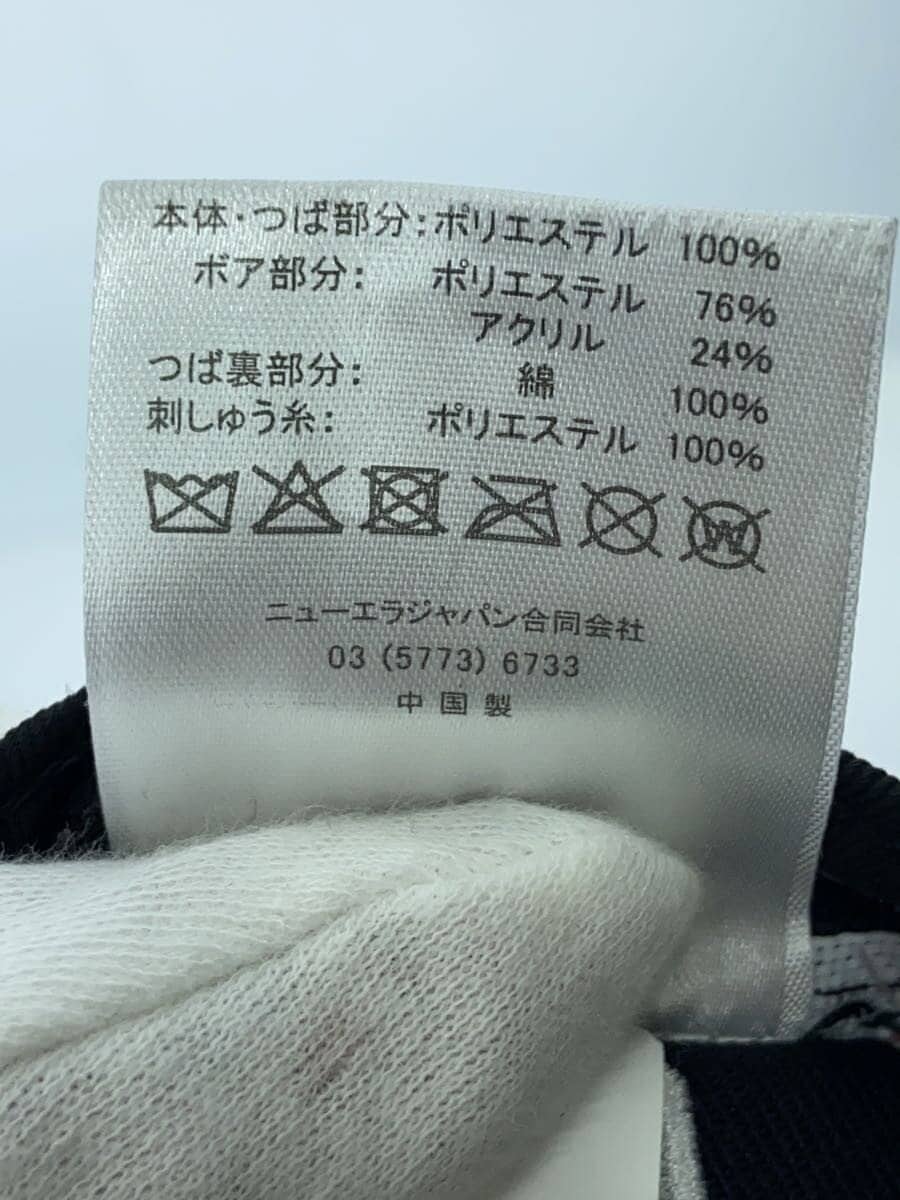 本体・つば部分:ポリエステル 100%
ボア部分: ポリエステル 76%
アクリル 24%
つば裏部分: 綿 100%
刺しゅう糸: ポリエステル 100%
W
ニューエラジャパン合同会社
03 (5773) 6733
中国製